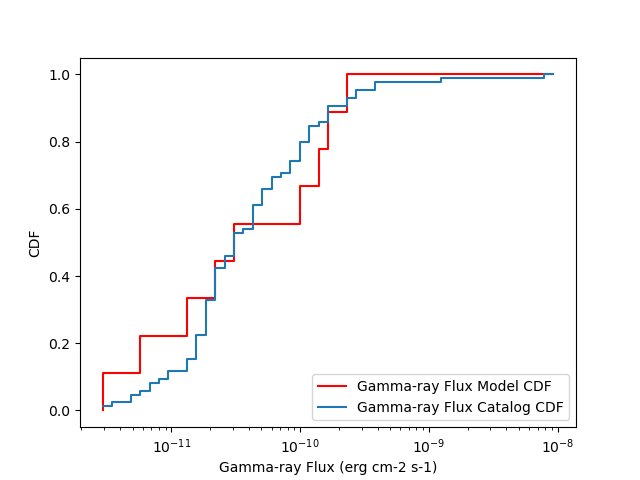 1.0
0.8
0.6
0.4
0.2
0.0
CDF
10⁻¹¹
10⁻¹⁰
10⁻⁹
10⁻⁸
Gamma-ray Flux (erg cm-2 s-1)
Gamma-ray Flux Model CDF
Gamma-ray Flux Catalog CDF